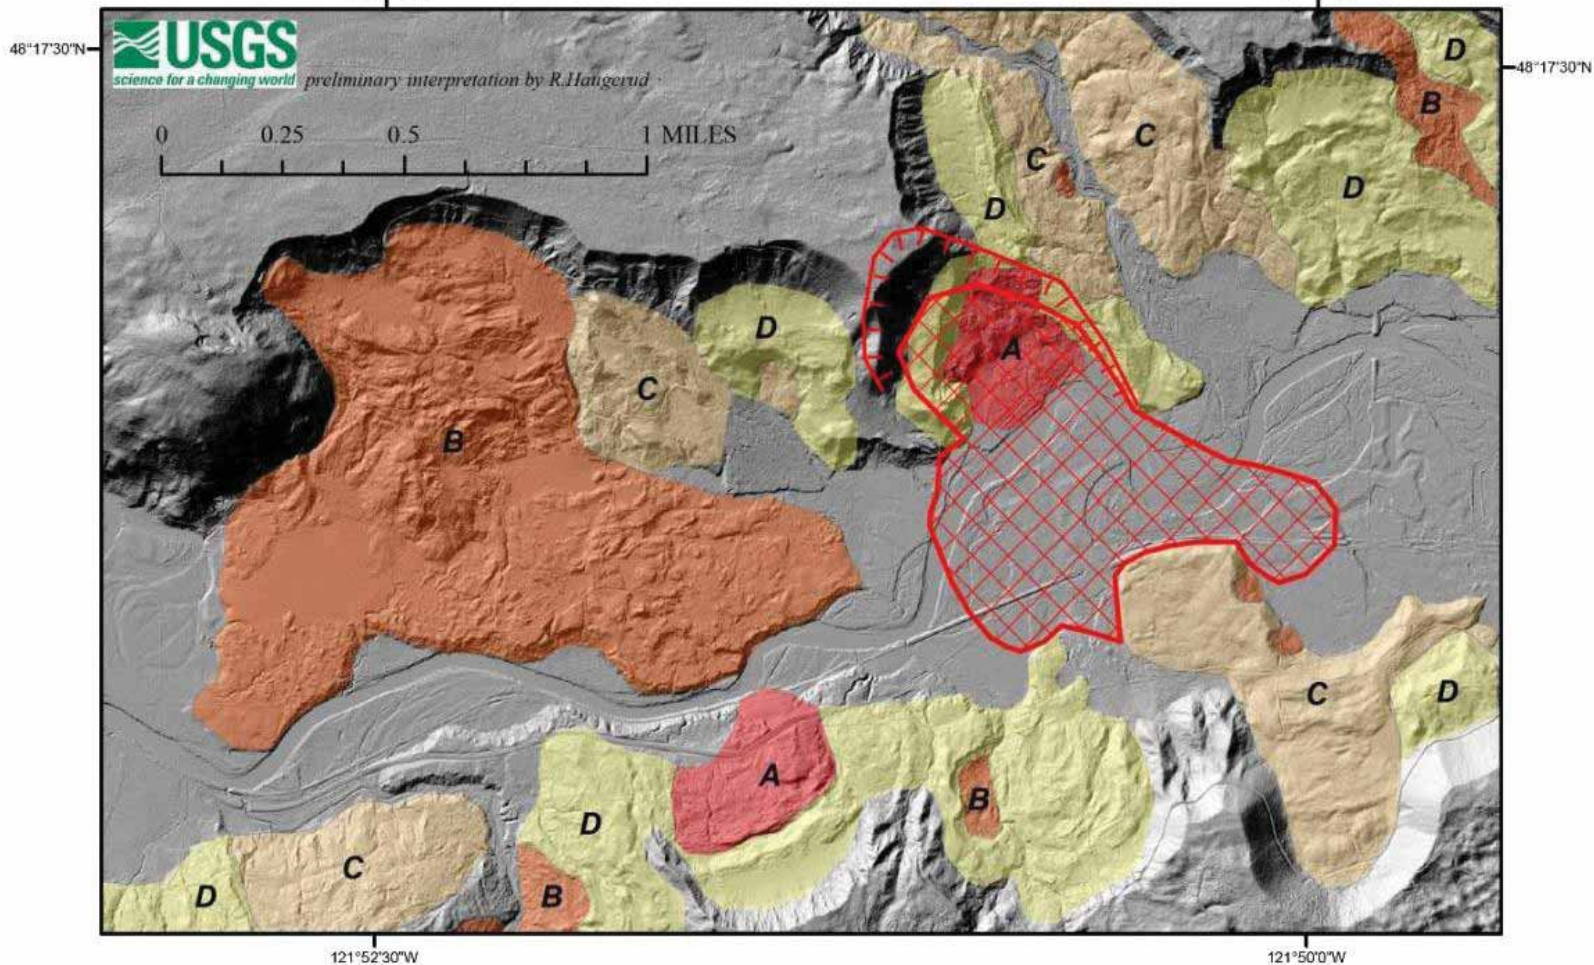 48°17'30"N
USGS
science for a changing world
preliminary interpretation by R.Haugerud
48°17'30"N
0 0.25 0.5 1 MILES
D
B
C
C
D
D
D
A
C
B
C
D
A
B
D
C
D
B
121°52'30"W
121°50'0"W